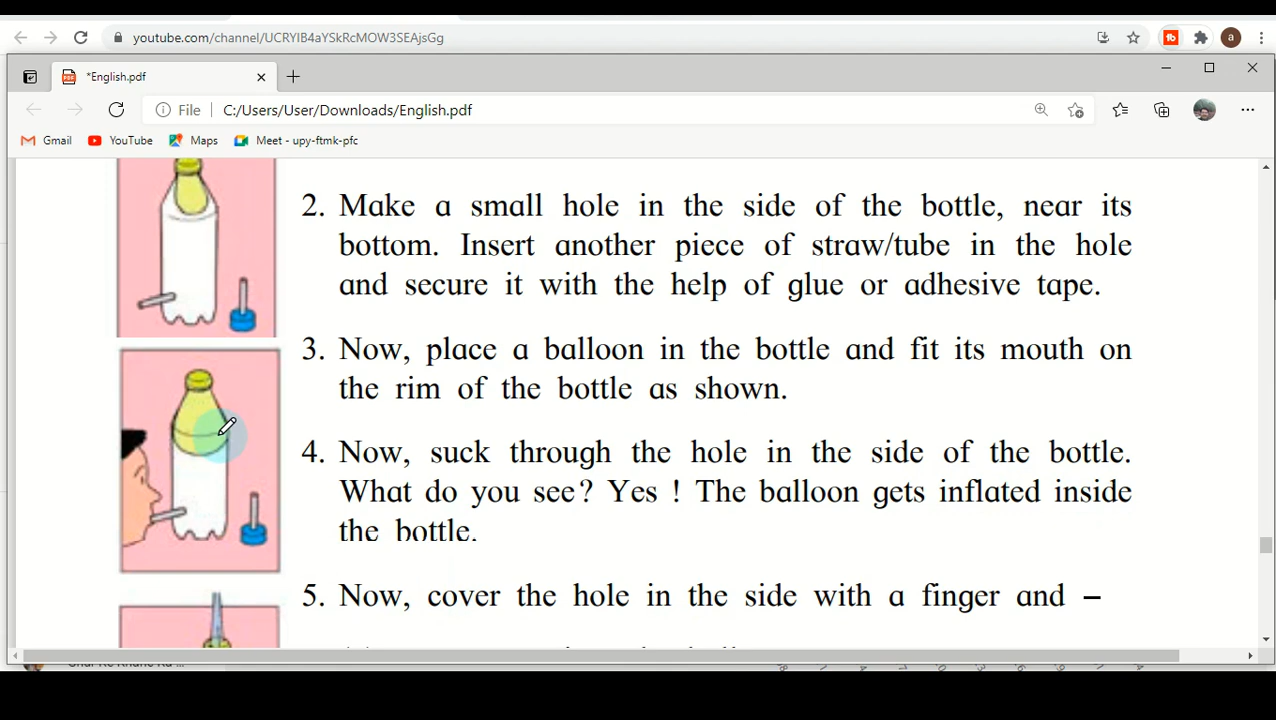 youtube.com/channel/UCRYIB4aYSkRcMOW3SEAjsGg
*English.pdf
File C:/Users/User/Downloads/English.pdf
Gmail YouTube Maps Meet - upy-ftmk-pfc
2. Make a small hole in the side of the bottle, near its
bottom. Insert another piece of straw/tube in the hole
and secure it with the help of glue or adhesive tape.
3. Now, place a balloon in the bottle and fit its mouth on
the rim of the bottle as shown.
4. Now, suck through the hole in the side of the bottle.
What do you see? Yes ! The balloon gets inflated inside
the bottle.
5. Now, cover the hole in the side with a finger and –